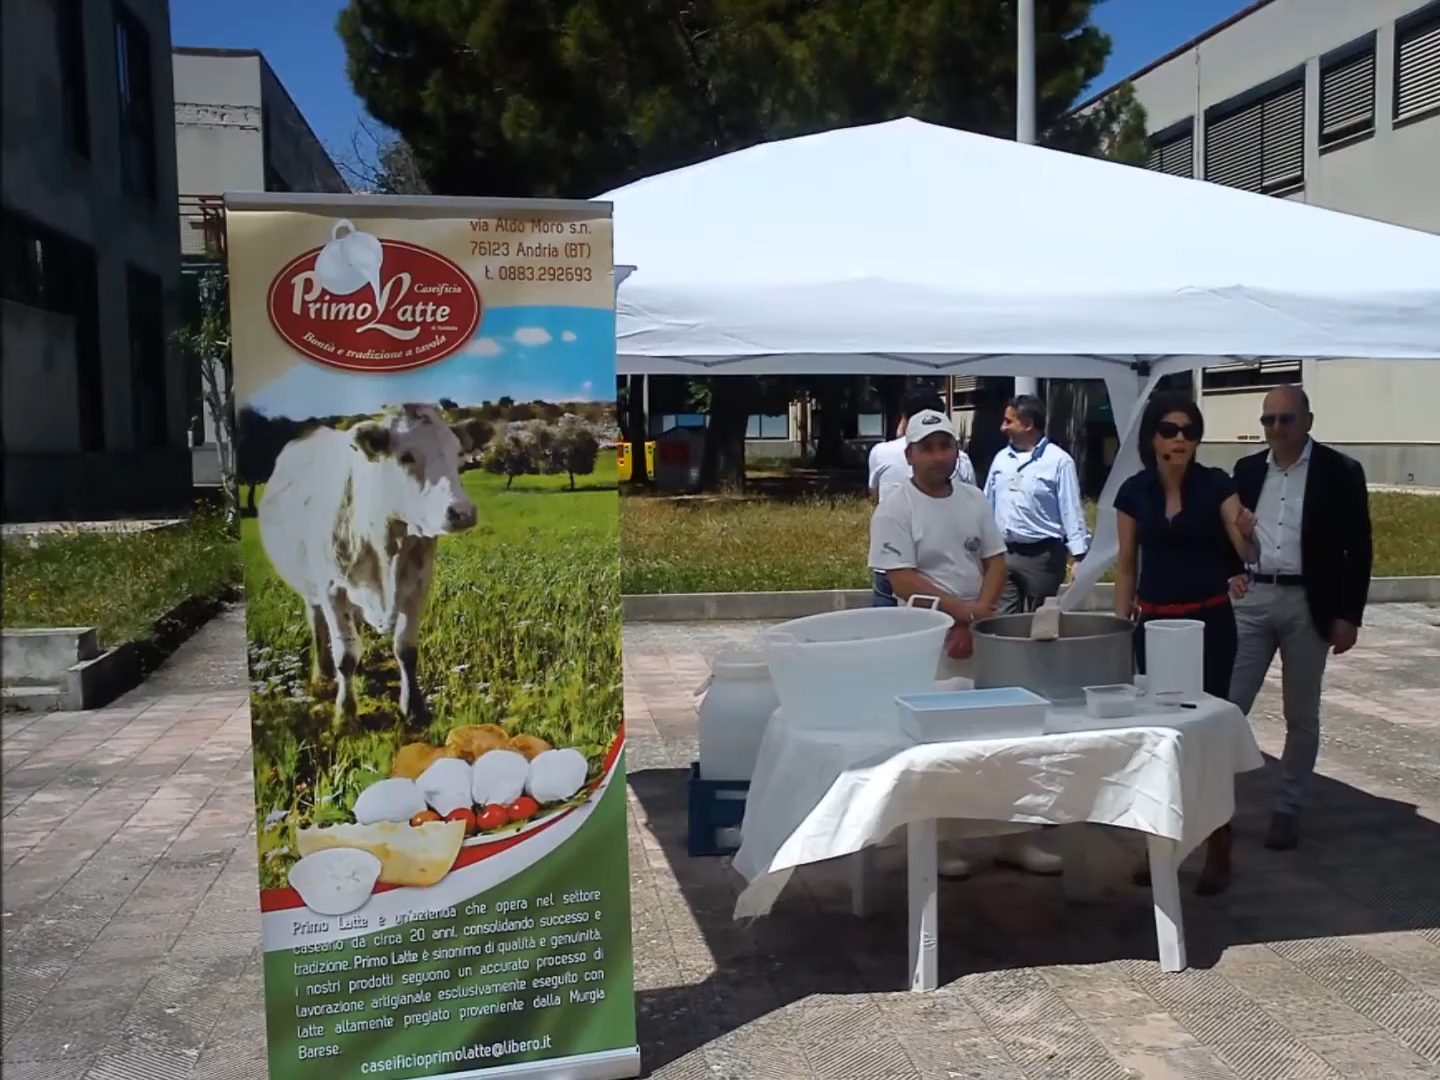 via Aldo Moro s.n.
76123 Andria (BT)
t. 0883.292693
Caseificio
Primo Latte
Bontà e tradizione a tavola
Primo Latte è un'azienda che opera nel settore
caseario da circa 20 anni, consolidando successo e
tradizione. Primo Latte è sinonimo di qualità e genuinità,
i nostri prodotti seguono un accurato processo di
lavorazione artigianale esclusivamente eseguito con
latte altamente pregiato proveniente dalla Murgia
Barese.
caseificioprimolatte@libero.it